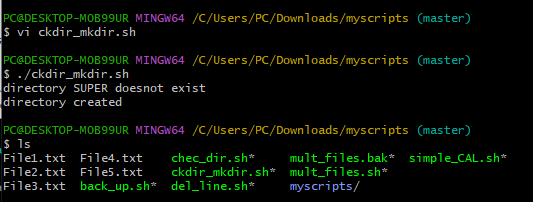 PC@DESKTOP-MOB99UR MINGW64 /C/Users/PC/Downloads/myscripts (master)
$ vi ckdir_mkdir.sh
PC@DESKTOP-MOB99UR MINGW64 /C/Users/PC/Downloads/myscripts (master)
$ ./ckdir_mkdir.sh
directory SUPER doesnot exist
directory created
PC@DESKTOP-MOB99UR MINGW64 /C/Users/PC/Downloads/myscripts (master)
$ ls
File1.txt  File4.txt    chec_dir.sh*     mult_files.bak*  simple_CAL.sh*
File2.txt  File5.txt    ckdir_mkdir.sh*  mult_files.sh*
File3.txt  back_up.sh*  del_line.sh*     myscripts/